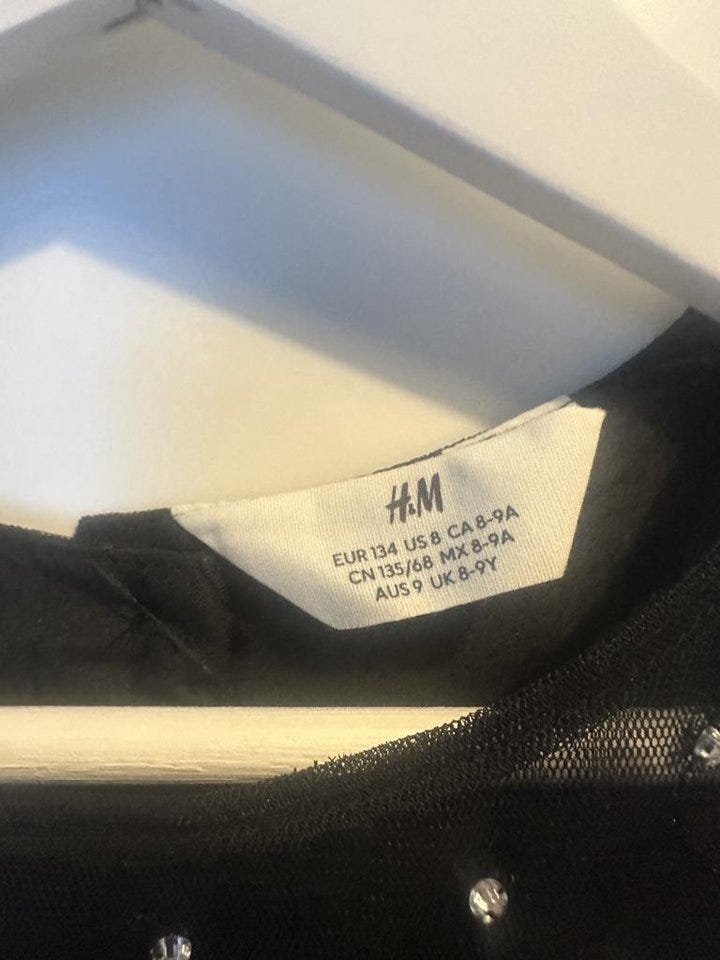 H&M
EUR 134 US 8 CA 8-9A
CN 135/68 MX 8-9A
AUS 9 UK 8-9Y